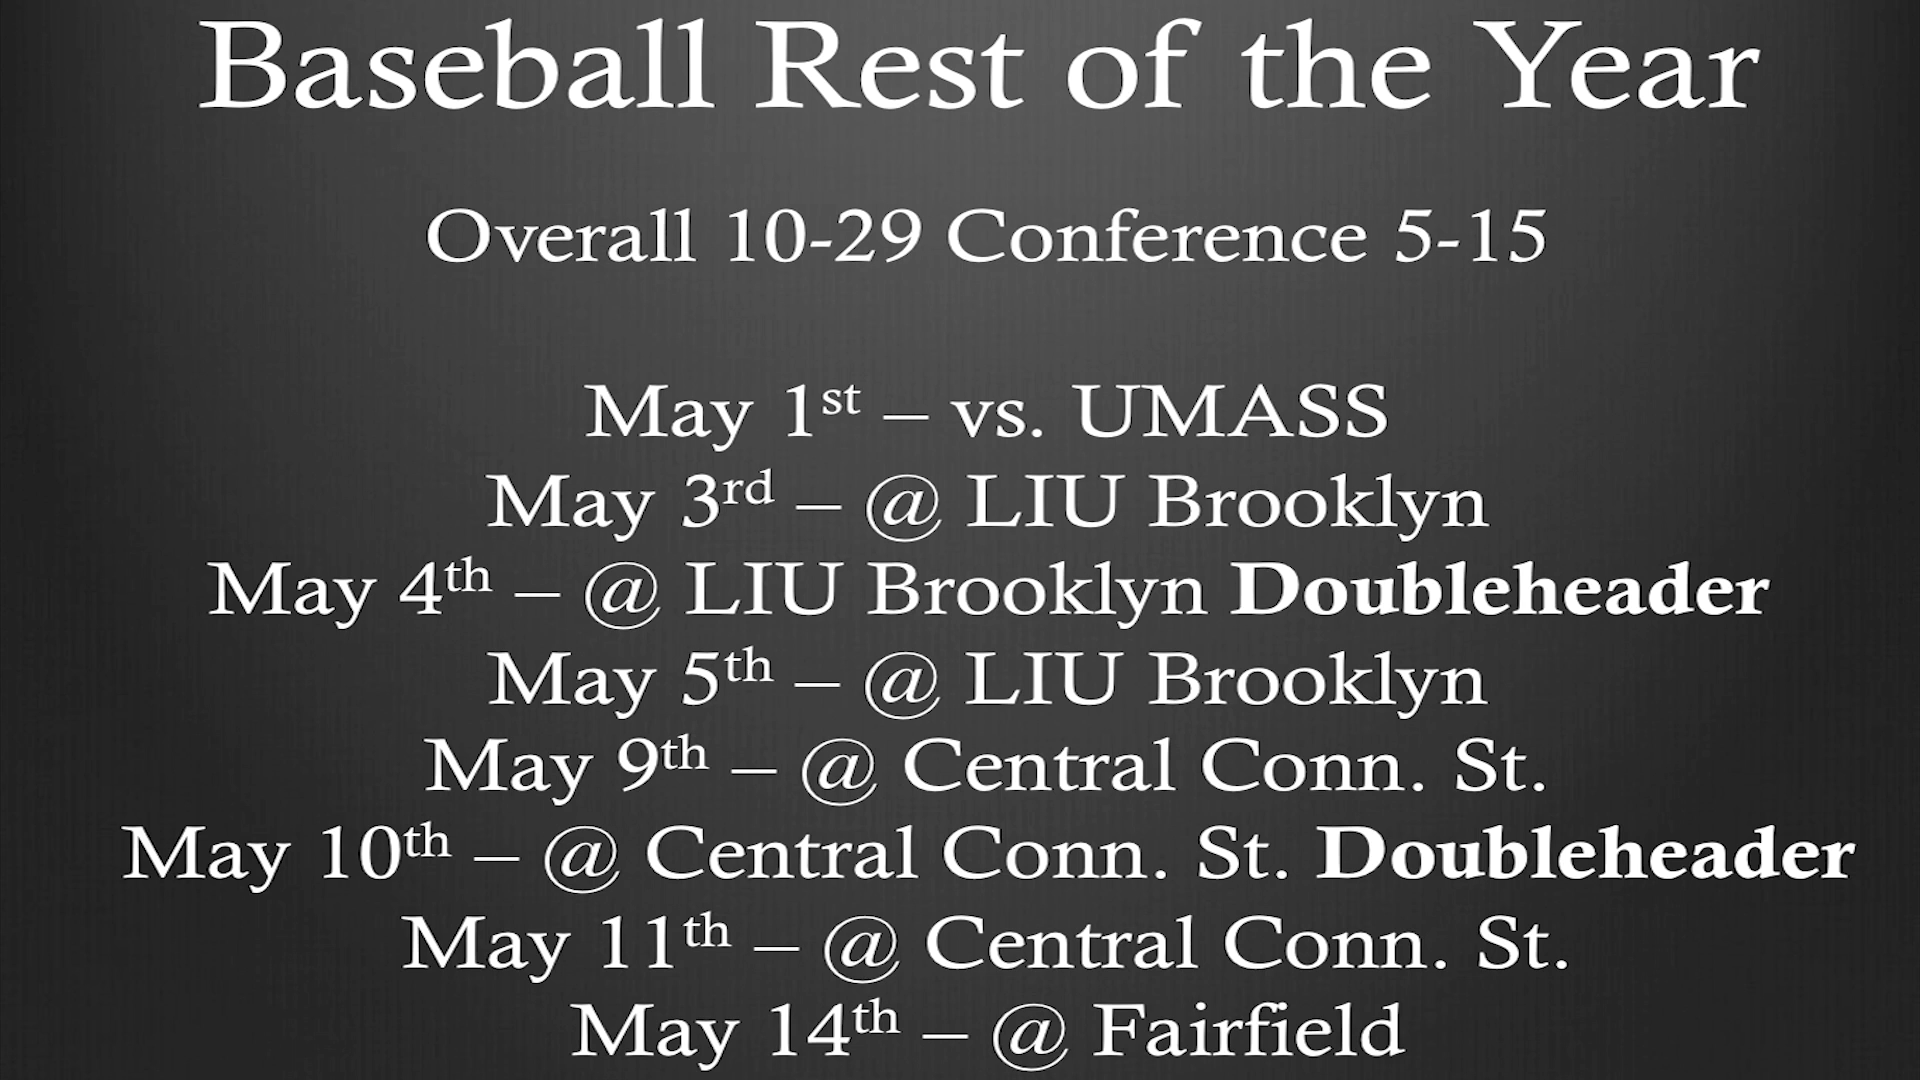 Baseball Rest of the Year
Overall 10-29 Conference 5-15
May 1st – vs. UMASS
May 3rd – @ LIU Brooklyn
May 4th – @ LIU Brooklyn Doubleheader
May 5th – @ LIU Brooklyn
May 9th – @ Central Conn. St.
May 10th – @ Central Conn. St. Doubleheader
May 11th – @ Central Conn. St.
May 14th – @ Fairfield